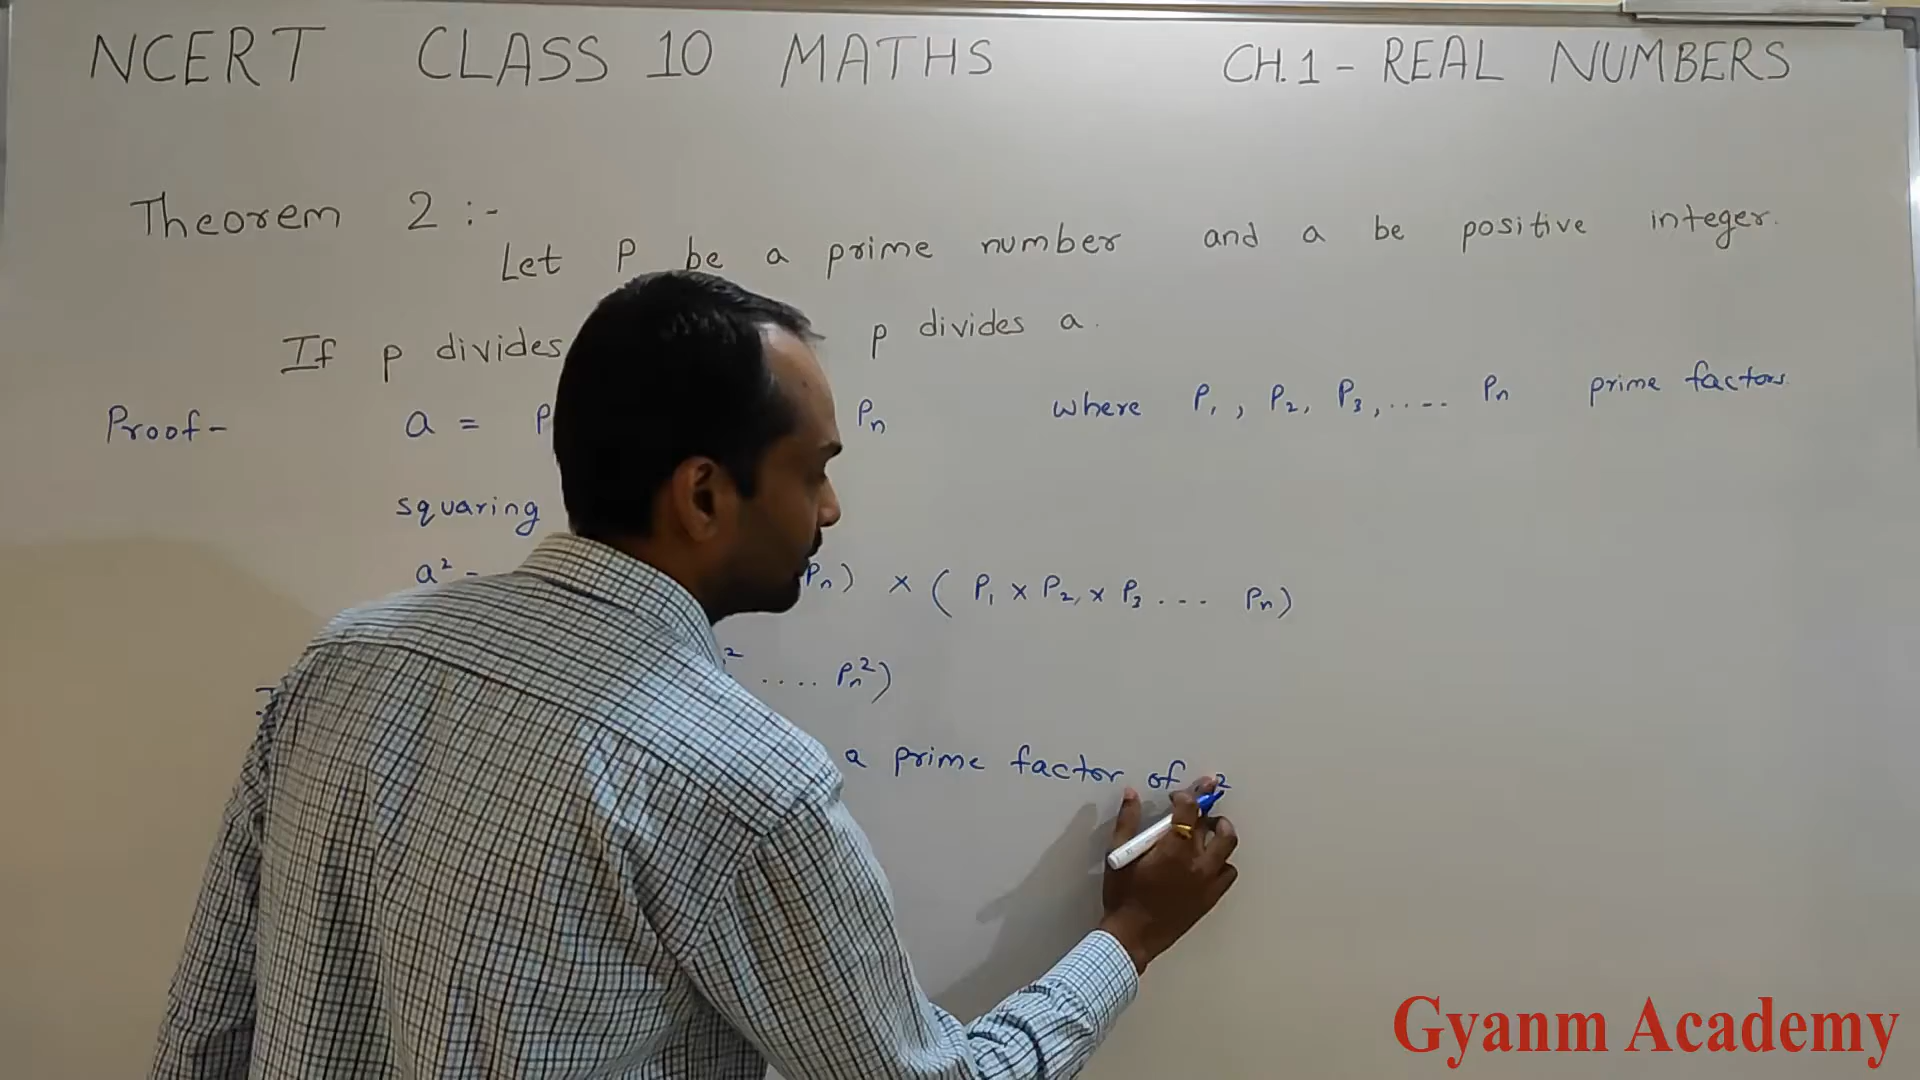 NCERT CLASS 10 MATHS CH.1 - REAL NUMBERS
Theorem 2 :-
Let P be a prime number and a be positive integer.
If p divides p divides a.
Proof- a = P Pn where P1, P2, P3, .... Pn prime factors.
squaring
a² - Pn) × ( P1 × P2 × P3 . - - - Pn)
² .... Pn²)
a prime factor of ²
Gyanm Academy